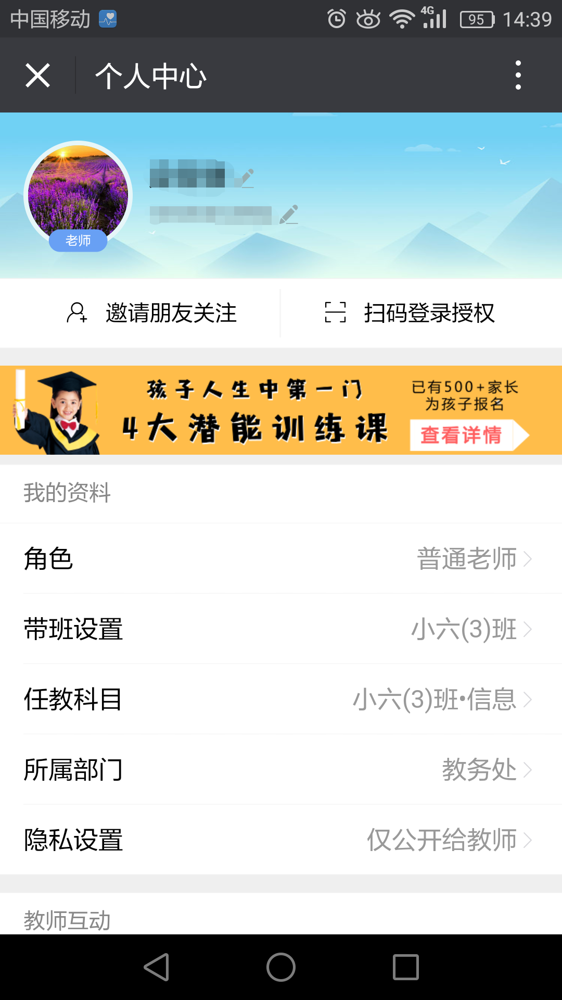 中国移动 4G 95 14:39
个人中心
老师
邀请朋友关注 扫码登录授权
孩子人生中第一门
4大潜能训练课
已有500+家长
为孩子报名
查看详情
我的资料
角色 普通老师
带班设置 小六(3)班
任教科目 小六(3)班•信息
所属部门 教务处
隐私设置 仅公开给教师
教师互动